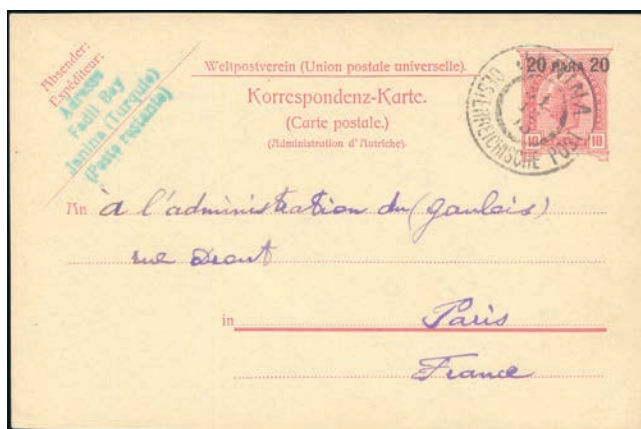 Absender:
Expéditeur:
Adresse
Fadil Bey
Janina (Turquie)
(Poste restante)
Weltpostverein (Union postale universelle).
Korrespondenz-Karte.
(Carte postale.)
(Administration d'Autriche).
20 PARA 20
10 10
OESTERREICHISCHE POST
An à l'administration du (gaulois)
rue Drout
in Paris
France